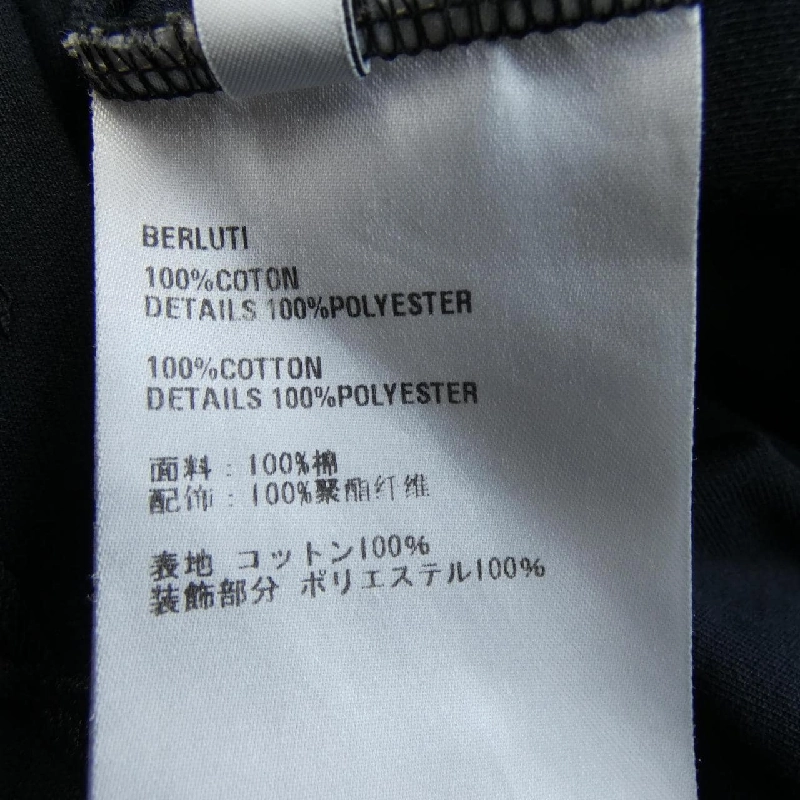 BERLUTI
100%COTON
DETAILS 100%POLYESTER
100%COTTON
DETAILS 100%POLYESTER
面料：100%棉
配饰：100%聚酯纤维
表地 コットン100%
装飾部分 ポリエステル100%